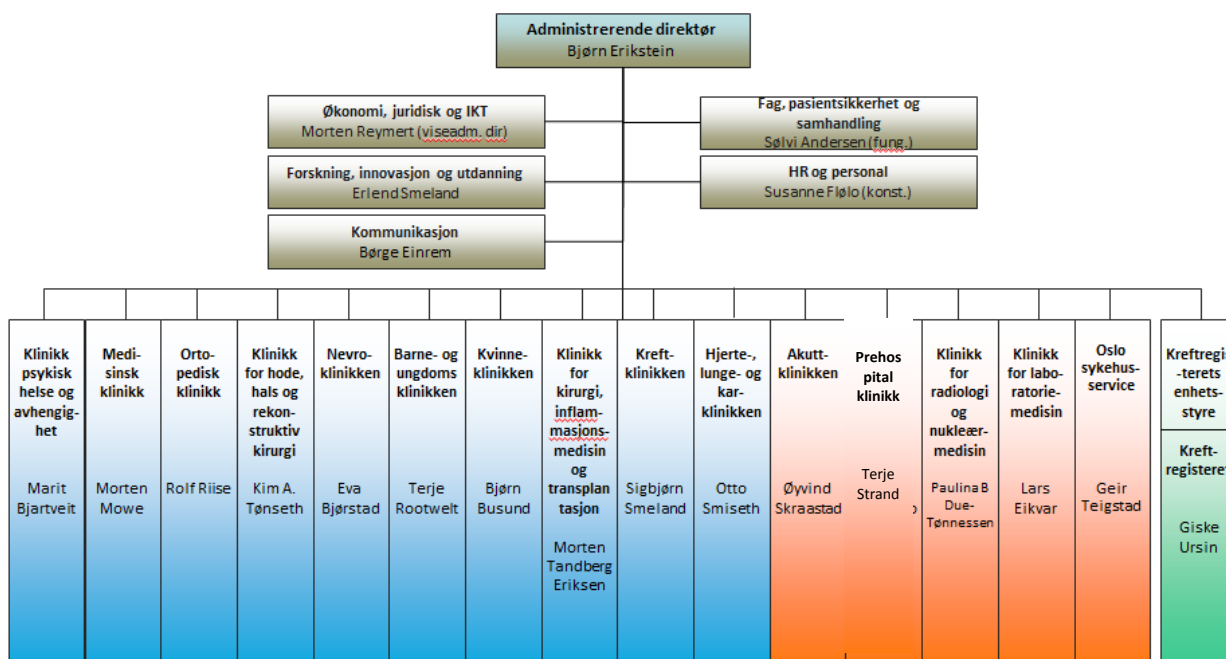 Administrerende direktør
Bjørn Erikstein
Økonomi, juridisk og IKT
Morten Reymert (viseadm. dir)
Fag, pasientsikkerhet og
samhandling
Sølvi Andersen (fung.)
Forskning, innovasjon og utdanning
Erlend Smeland
HR og personal
Susanne Flølo (konst.)
Kommunikasjon
Børge Einrem
Klinikk
psykisk
helse og
avhengig-
het
Marit
Bjartveit
Medi-
sinsk
klinikk
Morten
Mowe
Orto-
pedisk
klinikk
Rolf Riise
Klinikk
for hode,
hals og
rekon-
struktiv
kirurgi
Kim A.
Tønseth
Nevro-
klinikken
Eva
Bjørstad
Barne- og
ungdoms
klinikken
Terje
Rootwelt
Kvinne-
klinikken
Bjørn
Busund
Klinikk
for
kirurgi,
inflam-
masjons-
medisin
og
transplan
tasjon
Morten
Tandberg
Eriksen
Kreft-
klinikken
Sigbjørn
Smeland
Hjerte-,
lunge- og
kar-
klinikken
Otto
Smiseth
Akutt-
klinikken
Øyvind
Skraastad
Prehos
pital
klinikk
Terje
Strand
Klinikk
for
radiologi
og
nukleær-
medisin
Paulina B
Due-
Tønnessen
Klinikk
for labo-
ratorie-
medisin
Lars
Eikvar
Oslo
sykehus-
service
Geir
Teigstad
Kreftregis
-terets
enhets-
styre
Kreft-
registeret
Giske
Ursin